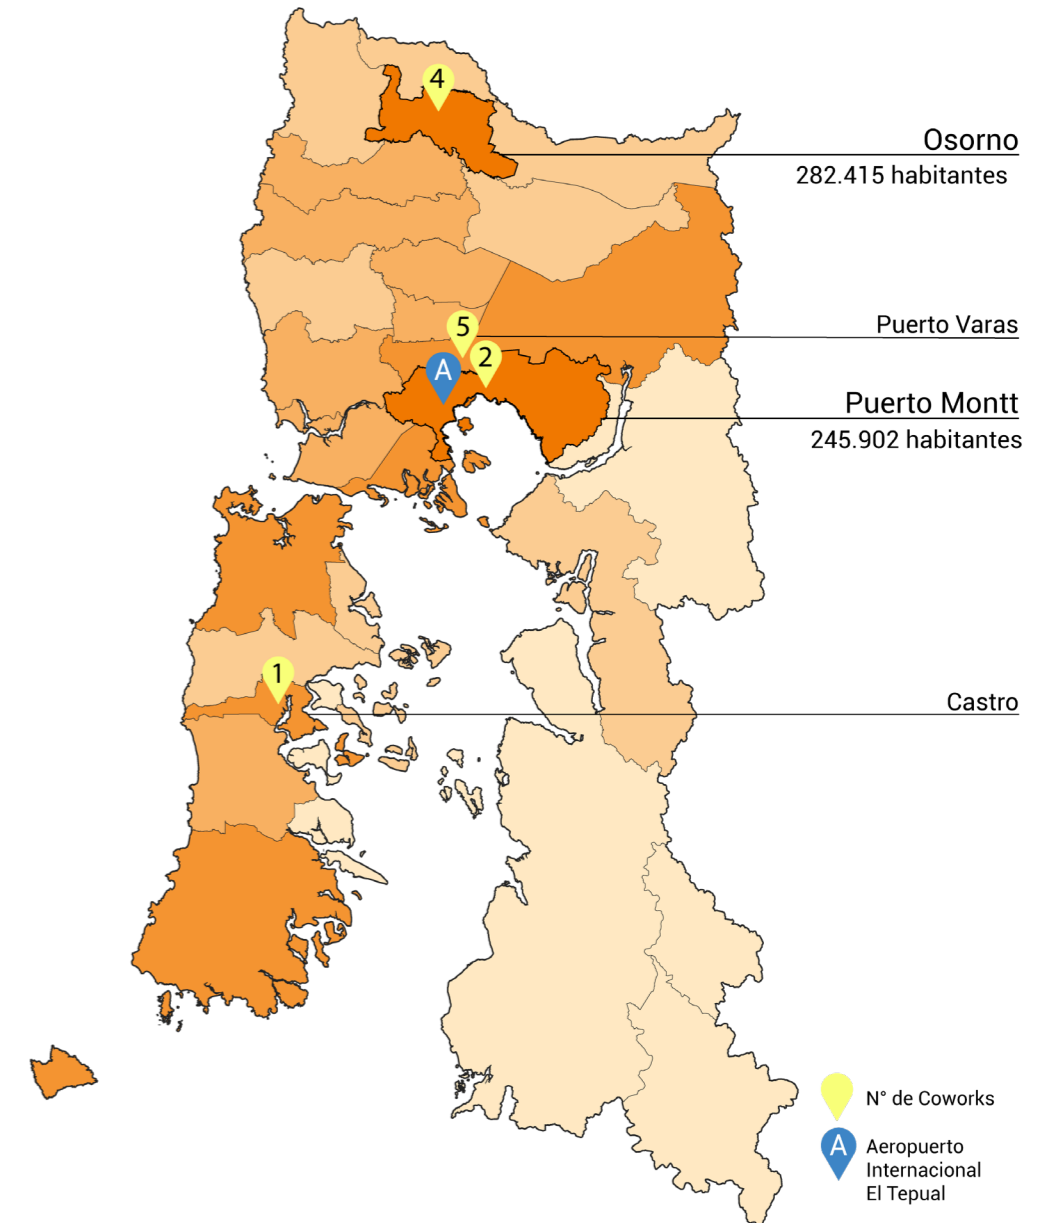 4
Osorno
282.415 habitantes
5
Puerto Varas
2
A
Puerto Montt
245.902 habitantes
1
Castro
N° de Coworks
A
Aeropuerto
Internacional
El Tepual